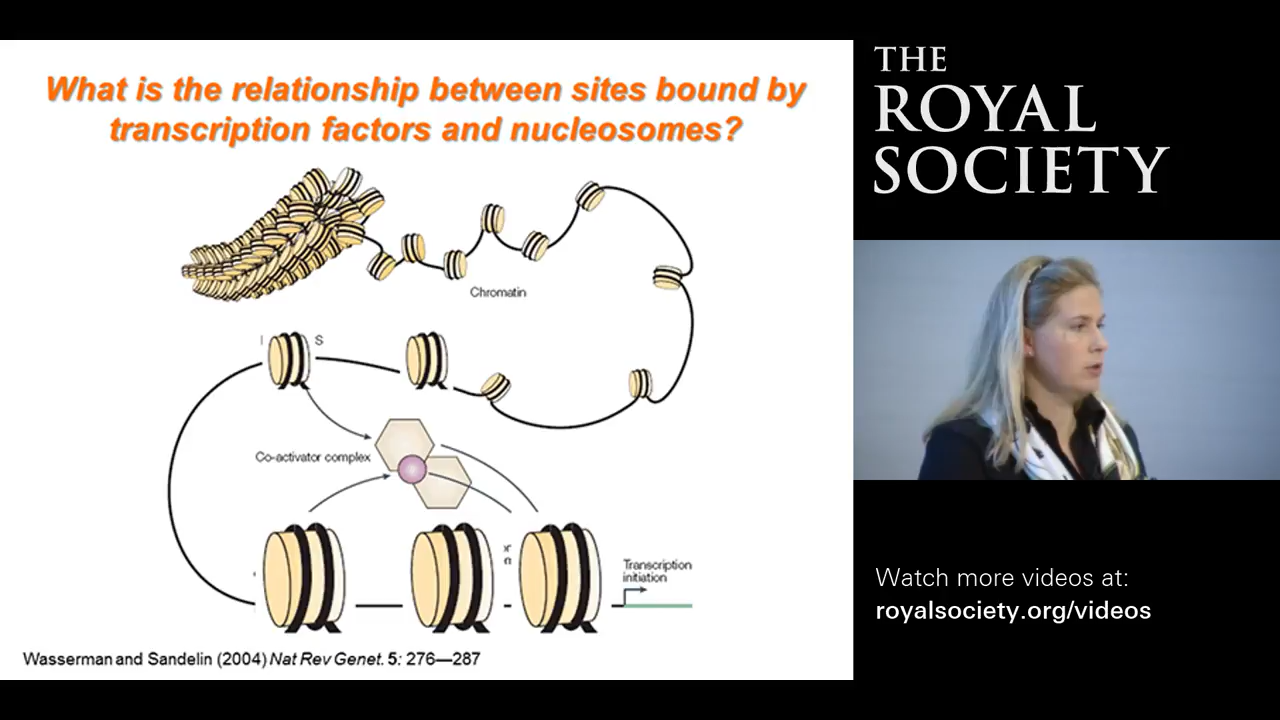 What is the relationship between sites bound by
transcription factors and nucleosomes?
Chromatin
S
Co-activator complex
Transcription
initiation
Wasserman and Sandelin (2004) Nat Rev Genet. 5: 276—287
THE
ROYAL
SOCIETY
Watch more videos at:
royalsociety.org/videos